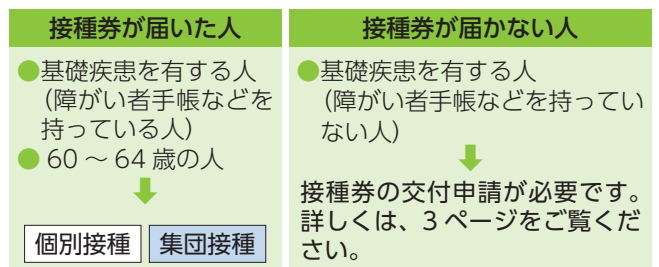 接種券が届いた人
●基礎疾患を有する人
（障がい者手帳などを
持っている人）
●60～64歳の人
個別接種
集団接種
接種券が届かない人
●基礎疾患を有する人
（障がい者手帳などを持ってい
ない人）
接種券の交付申請が必要です。
詳しくは、3ページをご覧くだ
さい。